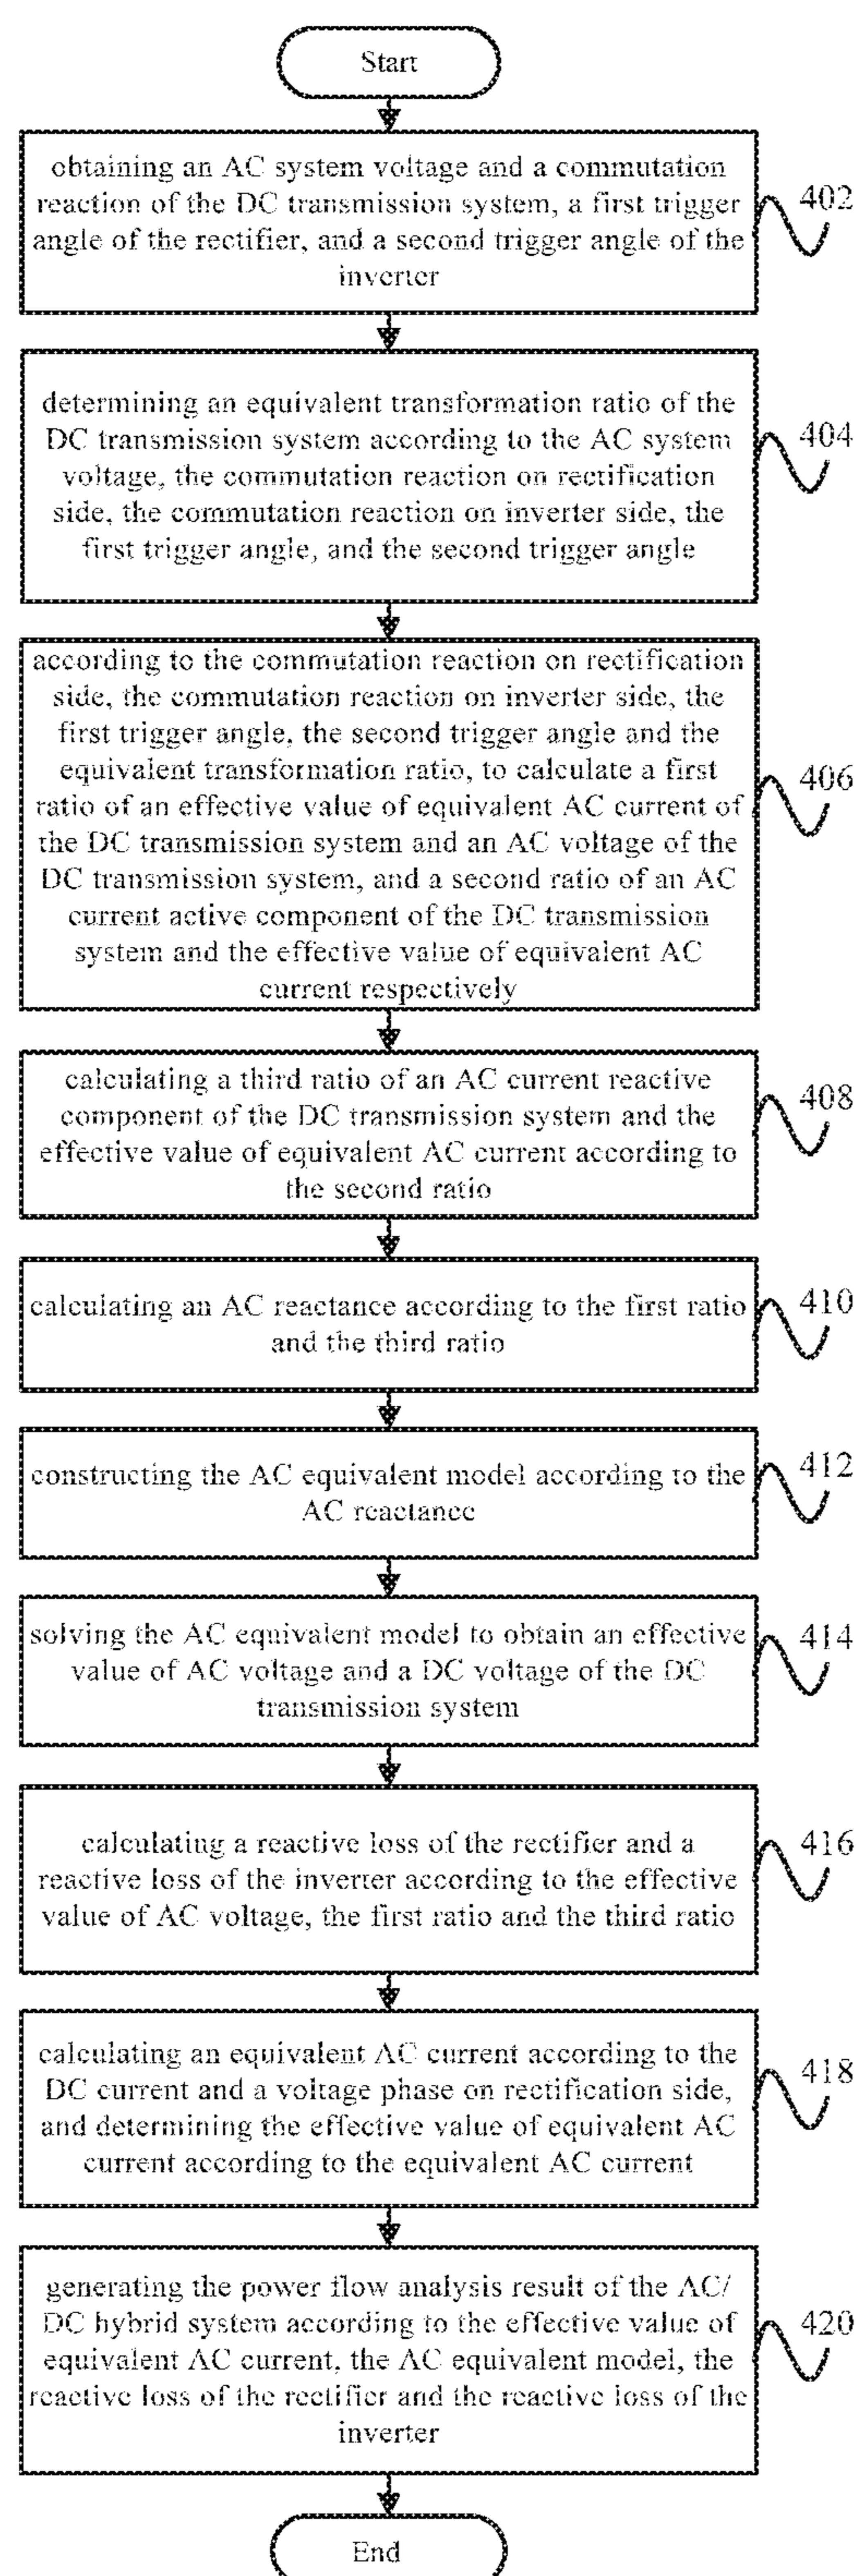 Start
obtaining an AC system voltage and a commutation
reaction of the DC transmission system, a first trigger
angle of the rectifier, and a second trigger angle of the
inverter
402
determining an equivalent transformation ratio of the
DC transmission system according to the AC system
voltage, the commutation reaction on rectification
side, the commutation reaction on inverter side, the
first trigger angle, and the second trigger angle
404
according to the commutation reaction on rectification
side, the commutation reaction on inverter side, the
first trigger angle, the second trigger angle and the
equivalent transformation ratio, to calculate a first
ratio of an effective value of equivalent AC current of
the DC transmission system and an AC voltage of the
DC transmission system, and a second ratio of an AC
current active component of the DC transmission
system and the effective value of equivalent AC
current respectively
406
calculating a third ratio of an AC current reactive
component of the DC transmission system and the
effective value of equivalent AC current according to
the second ratio
408
calculating an AC reactance according to the first ratio
and the third ratio
410
constructing the AC equivalent model according to the
AC reactance
412
solving the AC equivalent model to obtain an effective
value of AC voltage and a DC voltage of the DC
transmission system
414
calculating a reactive loss of the rectifier and a
reactive loss of the inverter according to the effective
value of AC voltage, the first ratio and the third ratio
416
calculating an equivalent AC current according to the
DC current and a voltage phase on rectification side,
and determining the effective value of equivalent AC
current according to the equivalent AC current
418
generating the power flow analysis result of the AC/
DC hybrid system according to the effective value of
equivalent AC current, the AC equivalent model, the
reactive loss of the rectifier and the reactive loss of the
inverter
420
End